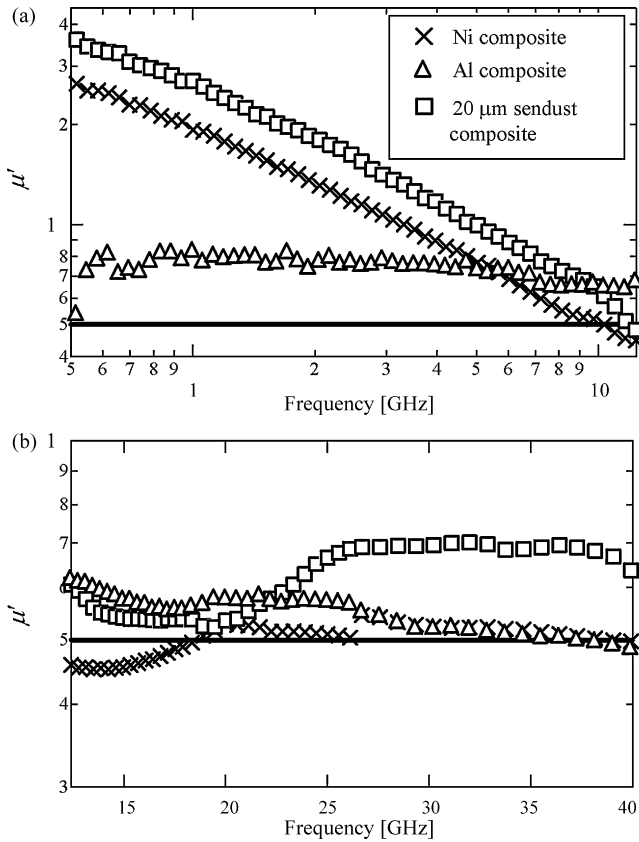 (a)
4
3
2
1
9
8
7
6
5
4
μ'
Ni composite
Al composite
20 μm sendust
composite
5 6 7 8 9 2 3 4 5 6 7 8 9
1 10
Frequency [GHz]
(b)
1
9
8
7
6
5
4
3
μ'
15 20 25 30 35 40
Frequency [GHz]